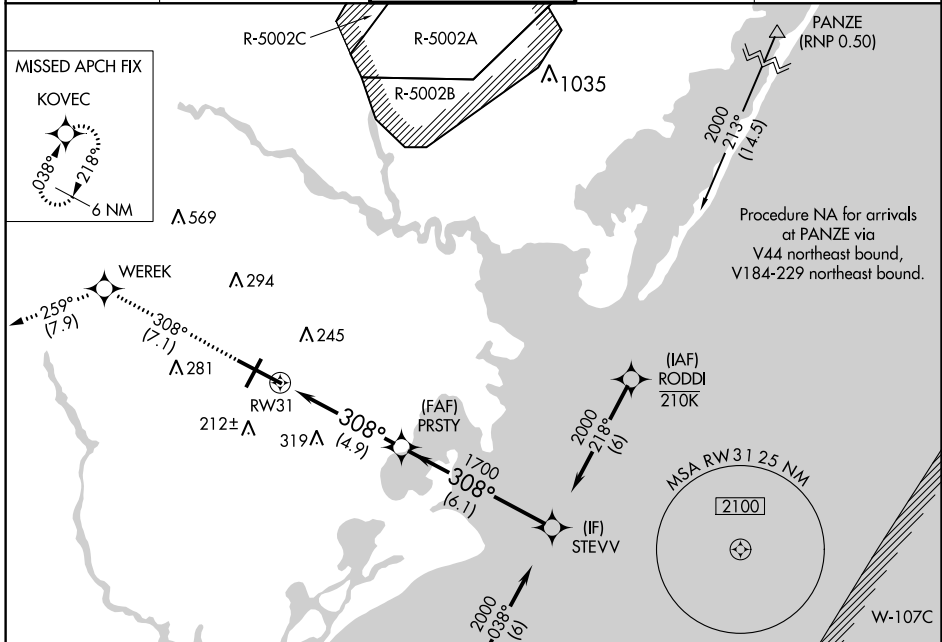 R-5002C
R-5002A
R-5002B
1035
PANZE
(RNP 0.50)
2000
213°
(14.5)
MISSED APCH FIX
KOVEC
038°
218°
6 NM
Procedure NA for arrivals
at PANZE via
V44 northeast bound,
V184-229 northeast bound.
569
WEREK
294
259°
(7.9)
308°
(7.1)
245
281
RW31
212±
319
308°
(4.9)
(FAF)
PRSTY
(IAF)
RODDI
210K
2000
218°
(6)
1700
308°
(6.1)
(IF)
STEVV
MSA RW31 25 NM
2100
2000
038°
(6)
W-107C